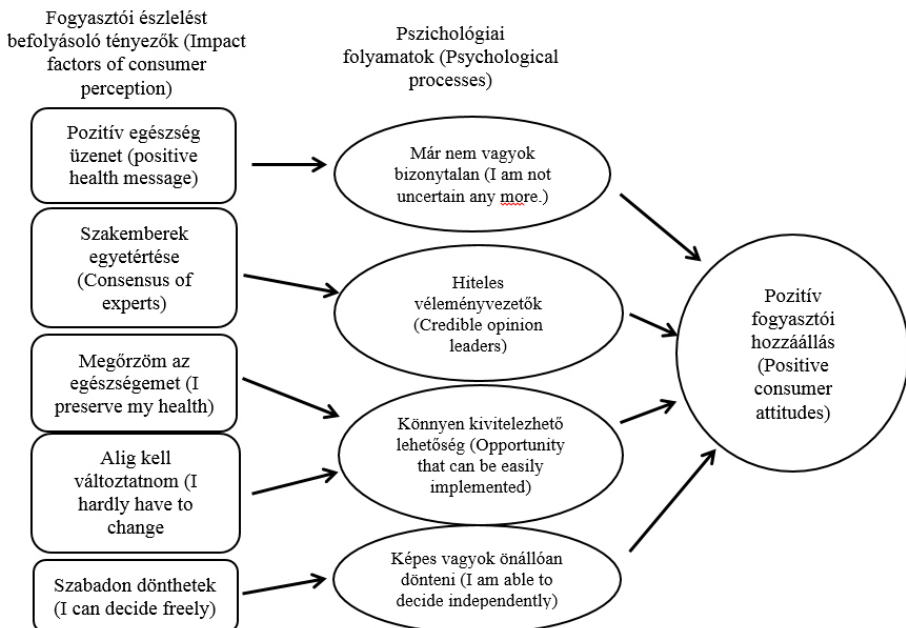 Fogyasztói észlelést
befolyásoló tényezők (Impact
factors of consumer
perception)
Pszichológiai
folyamatok (Psychological
processes)
Pozitív egészség
üzenet (positive
health message)
Már nem vagyok
bizonytalan (I am not
uncertain any more.)
Szakemberek
egyetértése
(Consensus of
experts)
Hiteles
véleményvezetők
(Credible opinion
leaders)
Pozitív
fogyasztói
hozzáállás
(Positive
consumer
attitudes)
Megőrzöm az
egészségemet (I
preserve my health)
Könnyen kivitelezhető
lehetőség (Opportunity
that can be easily
implemented)
Alig kell
változtatnom (I
hardly have to
change
Képes vagyok önállóan
dönteni (I am able to
decide independently)
Szabadon dönthetek
(I can decide freely)